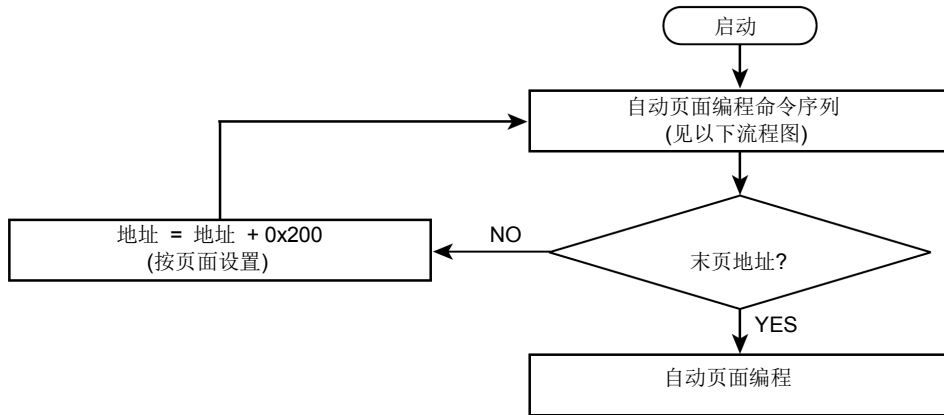 启动
自动页面编程命令序列
(见以下流程图)
地址 = 地址 + 0x200
(按页面设置)
NO
末页地址?
YES
自动页面编程